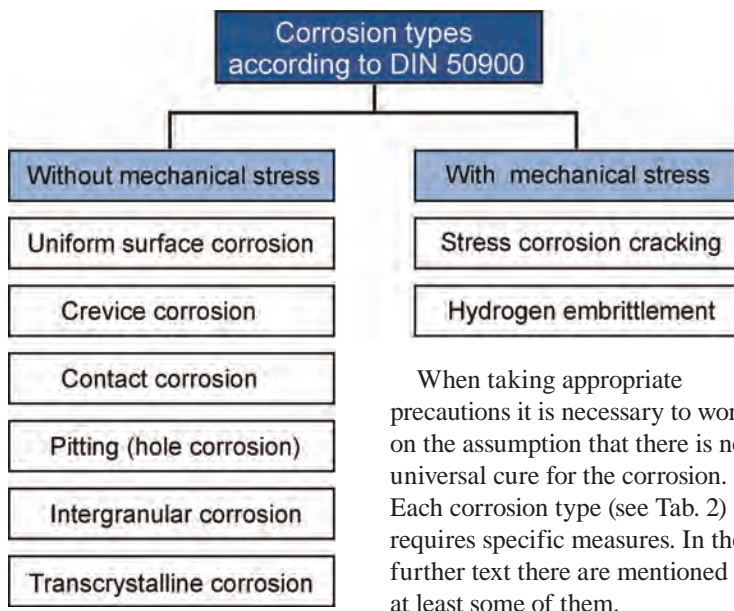 Corrosion types
according to DIN 50900
Without mechanical stress
Uniform surface corrosion
Crevice corrosion
Contact corrosion
Pitting (hole corrosion)
Intergranular corrosion
Transcrystalline corrosion
With mechanical stress
Stress corrosion cracking
Hydrogen embrittlement
When taking appropriate
precautions it is necessary to
on the assumption that there is
universal cure for the corrosion.
Each corrosion type (see Tab. 2)
requires specific measures. In the
further text there are mentioned
at least some of them.